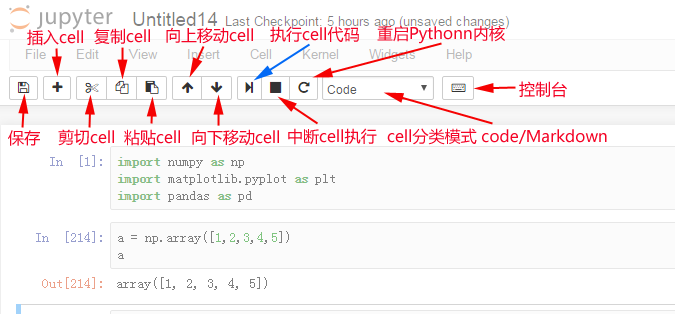 jupyter Untitled14 Last Checkpoint: 5 hours ago (unsaved changes)
插入cell 复制cell 向上移动cell 执行cell代码 重启Pythonn内核
File Edit View Insert Cell Kernel Widgets Help
Code
控制台
保存 剪切cell 粘贴cell 向下移动cell 中断cell执行 cell分类模式 code/Markdown
In [1]: import numpy as np
import matplotlib.pyplot as plt
import pandas as pd
In [214]: a = np.array([1,2,3,4,5])
a
Out[214]: array([1, 2, 3, 4, 5])